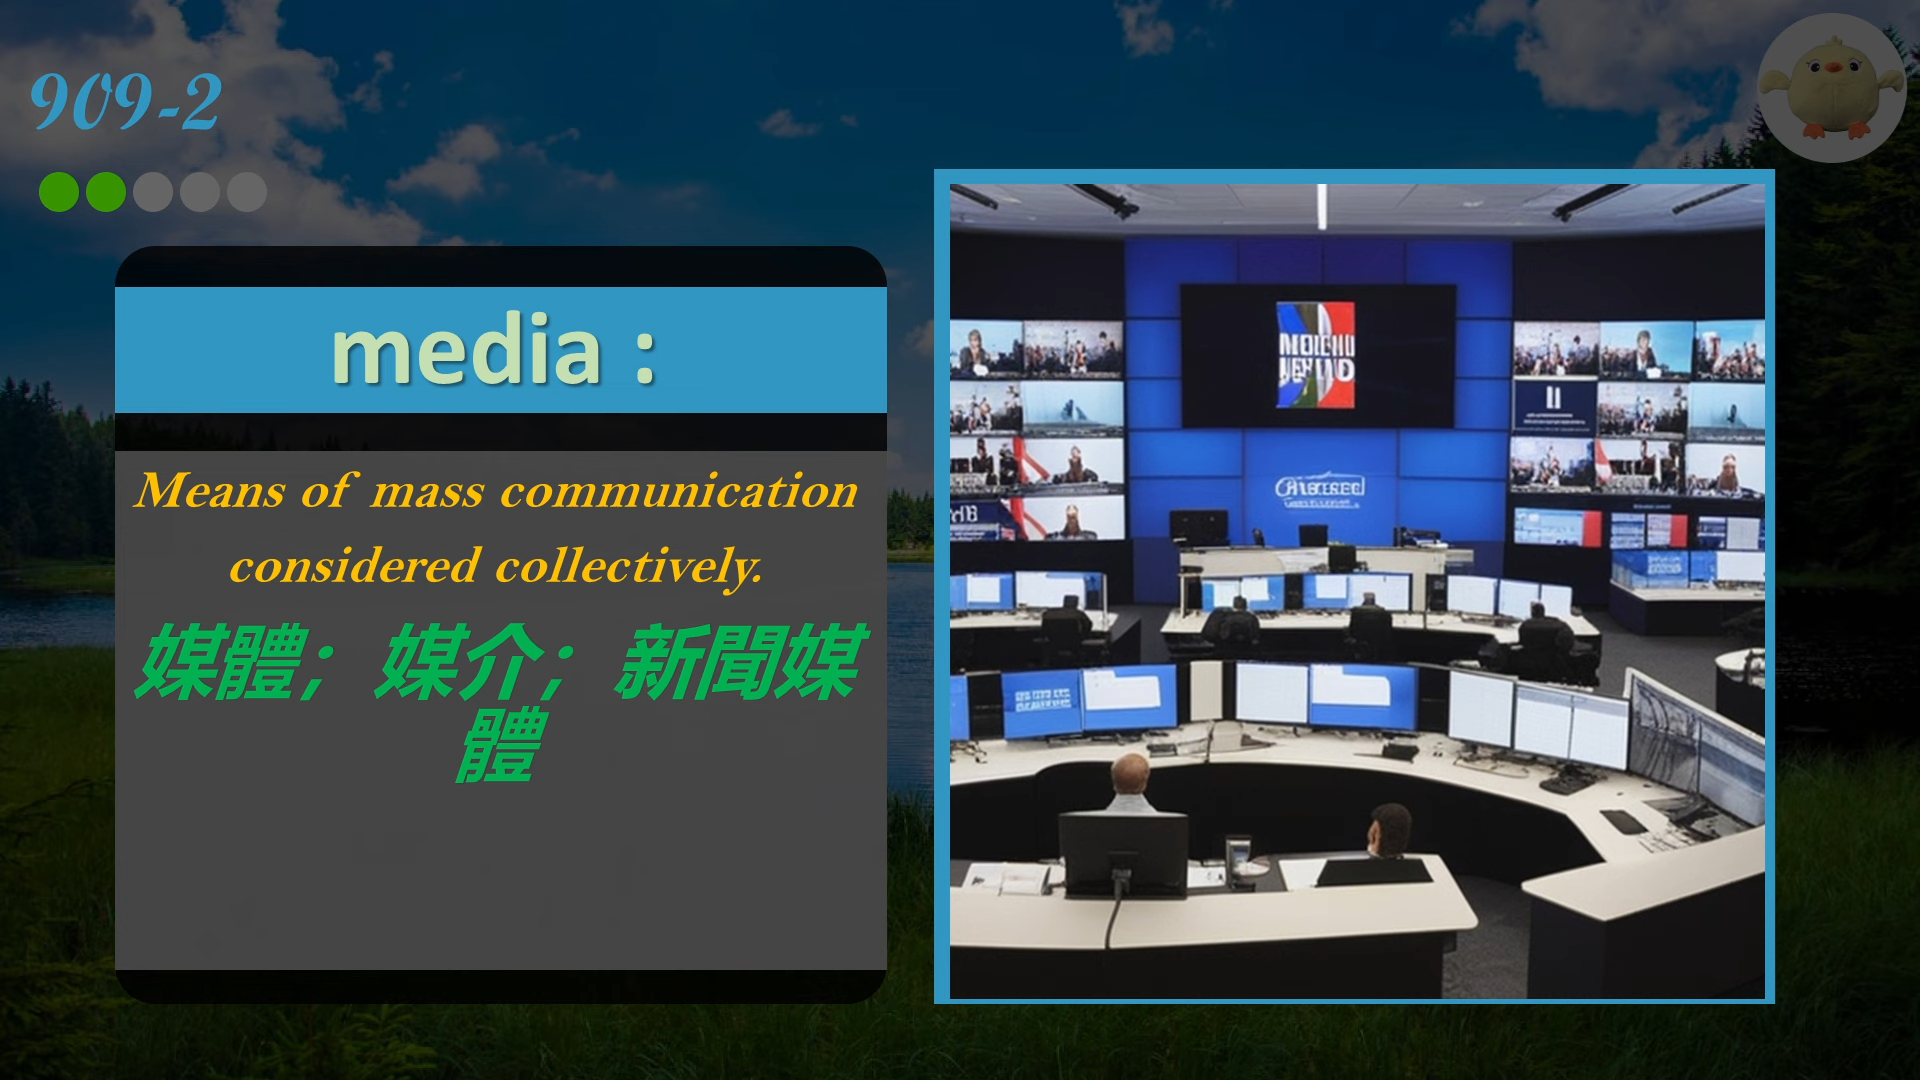 909-2
media :
Means of mass communication
considered collectively.
媒體；媒介；新聞媒
體